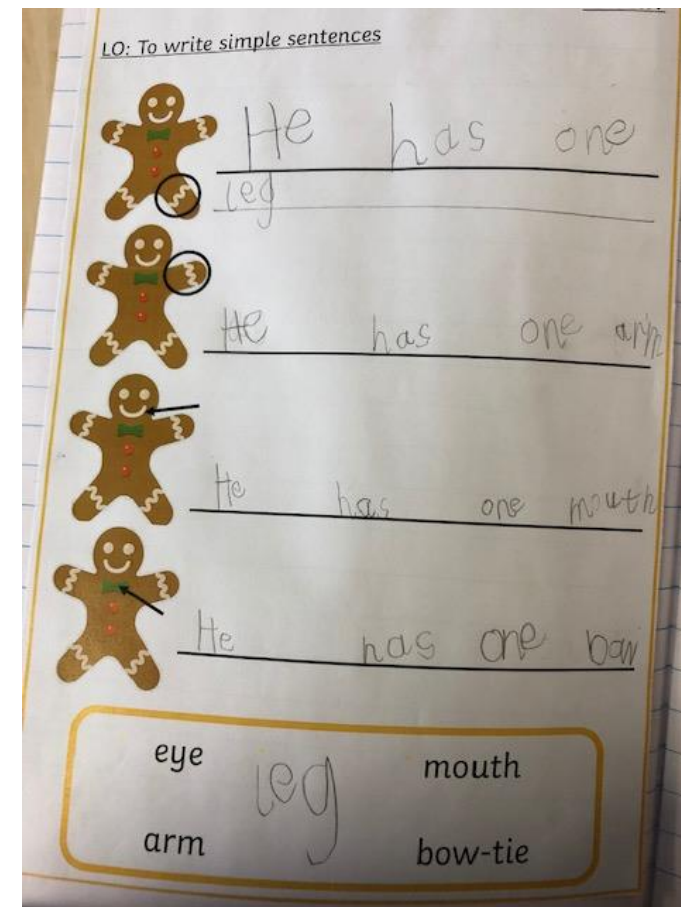 LO: To write simple sentences
He has one
leg
He has one arm
He has one mouth
He has one bow
eye leg mouth
arm bow-tie